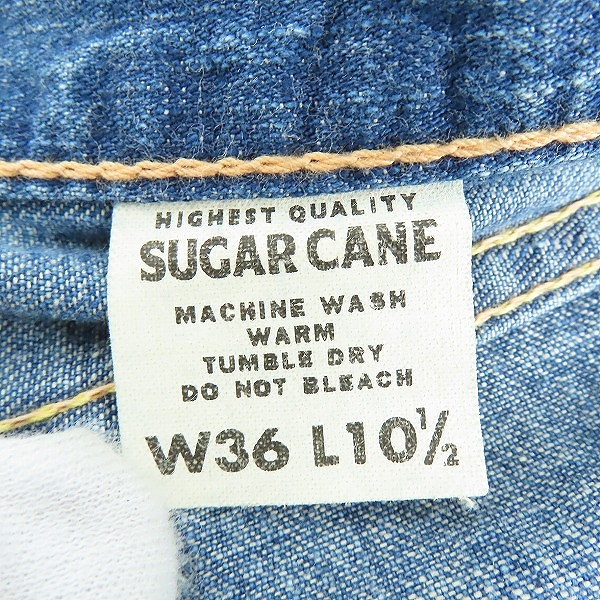 HIGHEST QUALITY
SUGAR CANE
MACHINE WASH
WARM
TUMBLE DRY
DO NOT BLEACH
W36 L10½